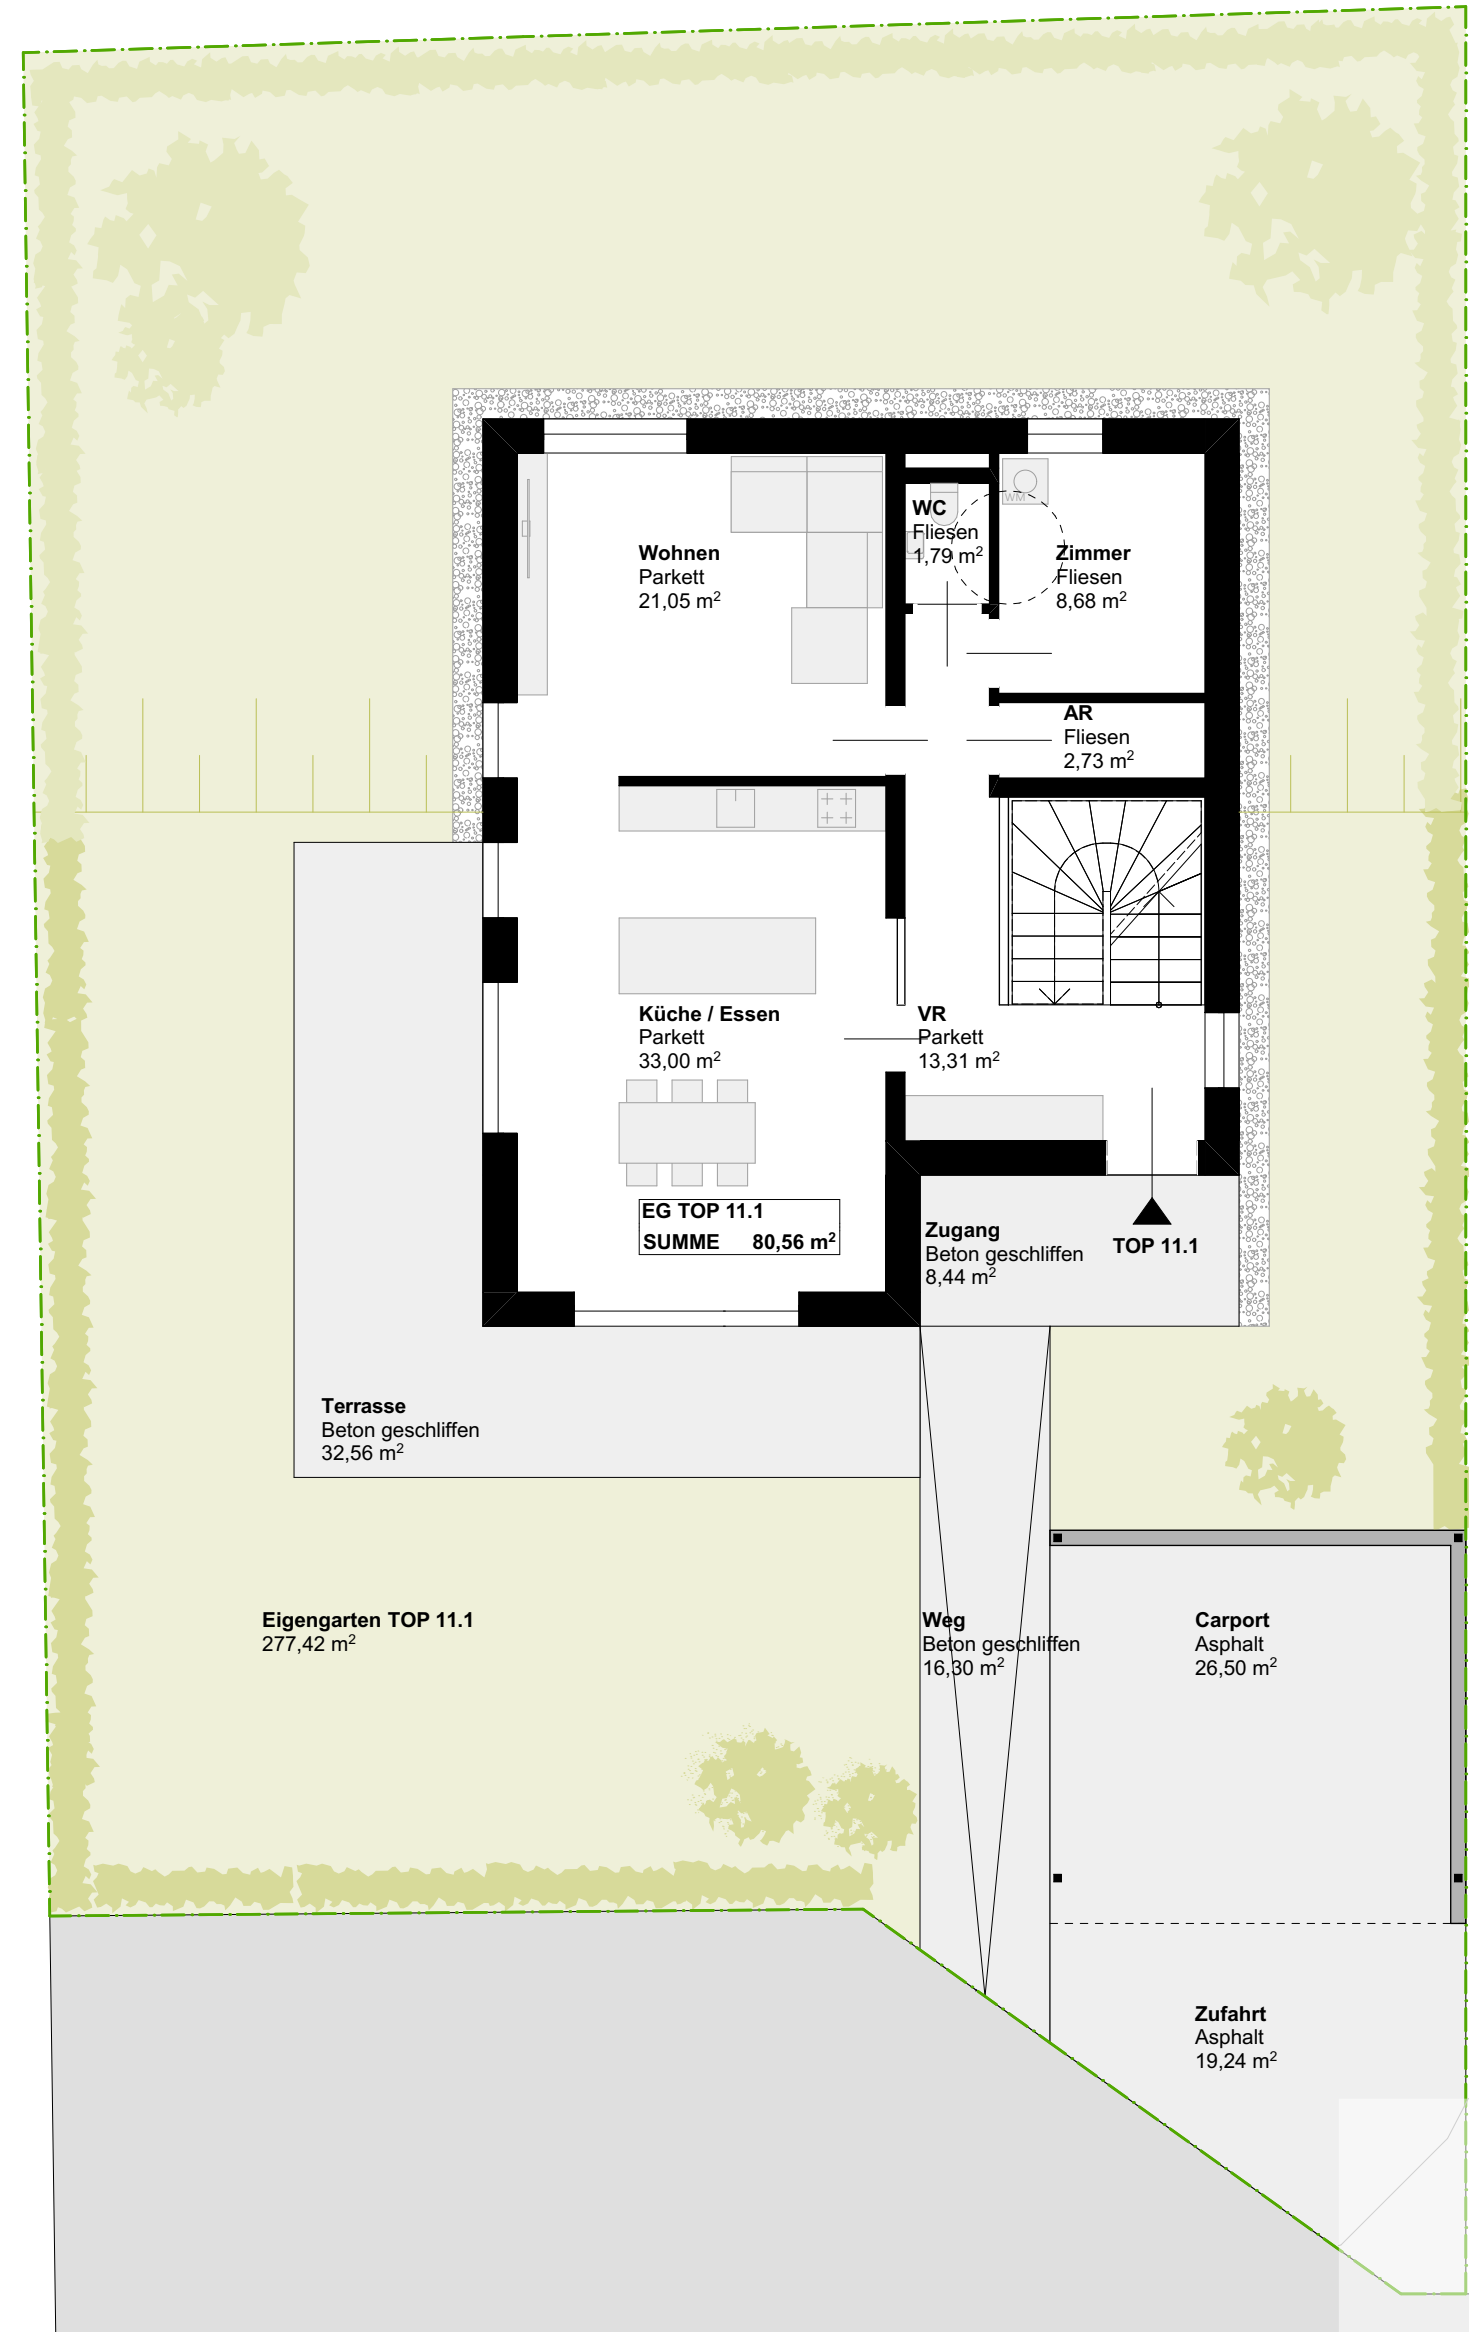 WC
Fliesen
1,79 m²
WM
Wohnen
Parkett
21,05 m²
Zimmer
Fliesen
8,68 m²
AR
Fliesen
2,73 m²
Küche / Essen
Parkett
33,00 m²
VR
Parkett
13,31 m²
EG TOP 11.1
SUMME 80,56 m²
Zugang
Beton geschliffen
8,44 m²
TOP 11.1
Terrasse
Beton geschliffen
32,56 m²
Eigengarten TOP 11.1
277,42 m²
Weg
Beton geschliffen
16,30 m²
Carport
Asphalt
26,50 m²
Zufahrt
Asphalt
19,24 m²